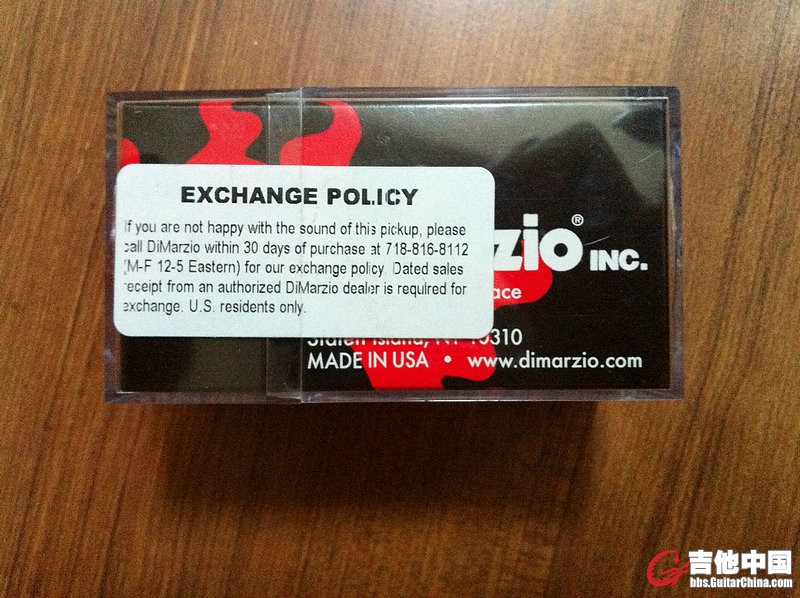 EXCHANGE POLICY
If you are not happy with the sound of this pickup, please
call DiMarzio within 30 days of purchase at 718-816-8112
(M-F 12-5 Eastern) for our exchange policy. Dated sales
receipt from an authorized DiMarzio dealer is required for
exchange. U.S. residents only.
zio® INC.
ace
Staten Island, NY 10310
MADE IN USA • www.dimarzio.com
吉他中国
bbs.GuitarChina.com